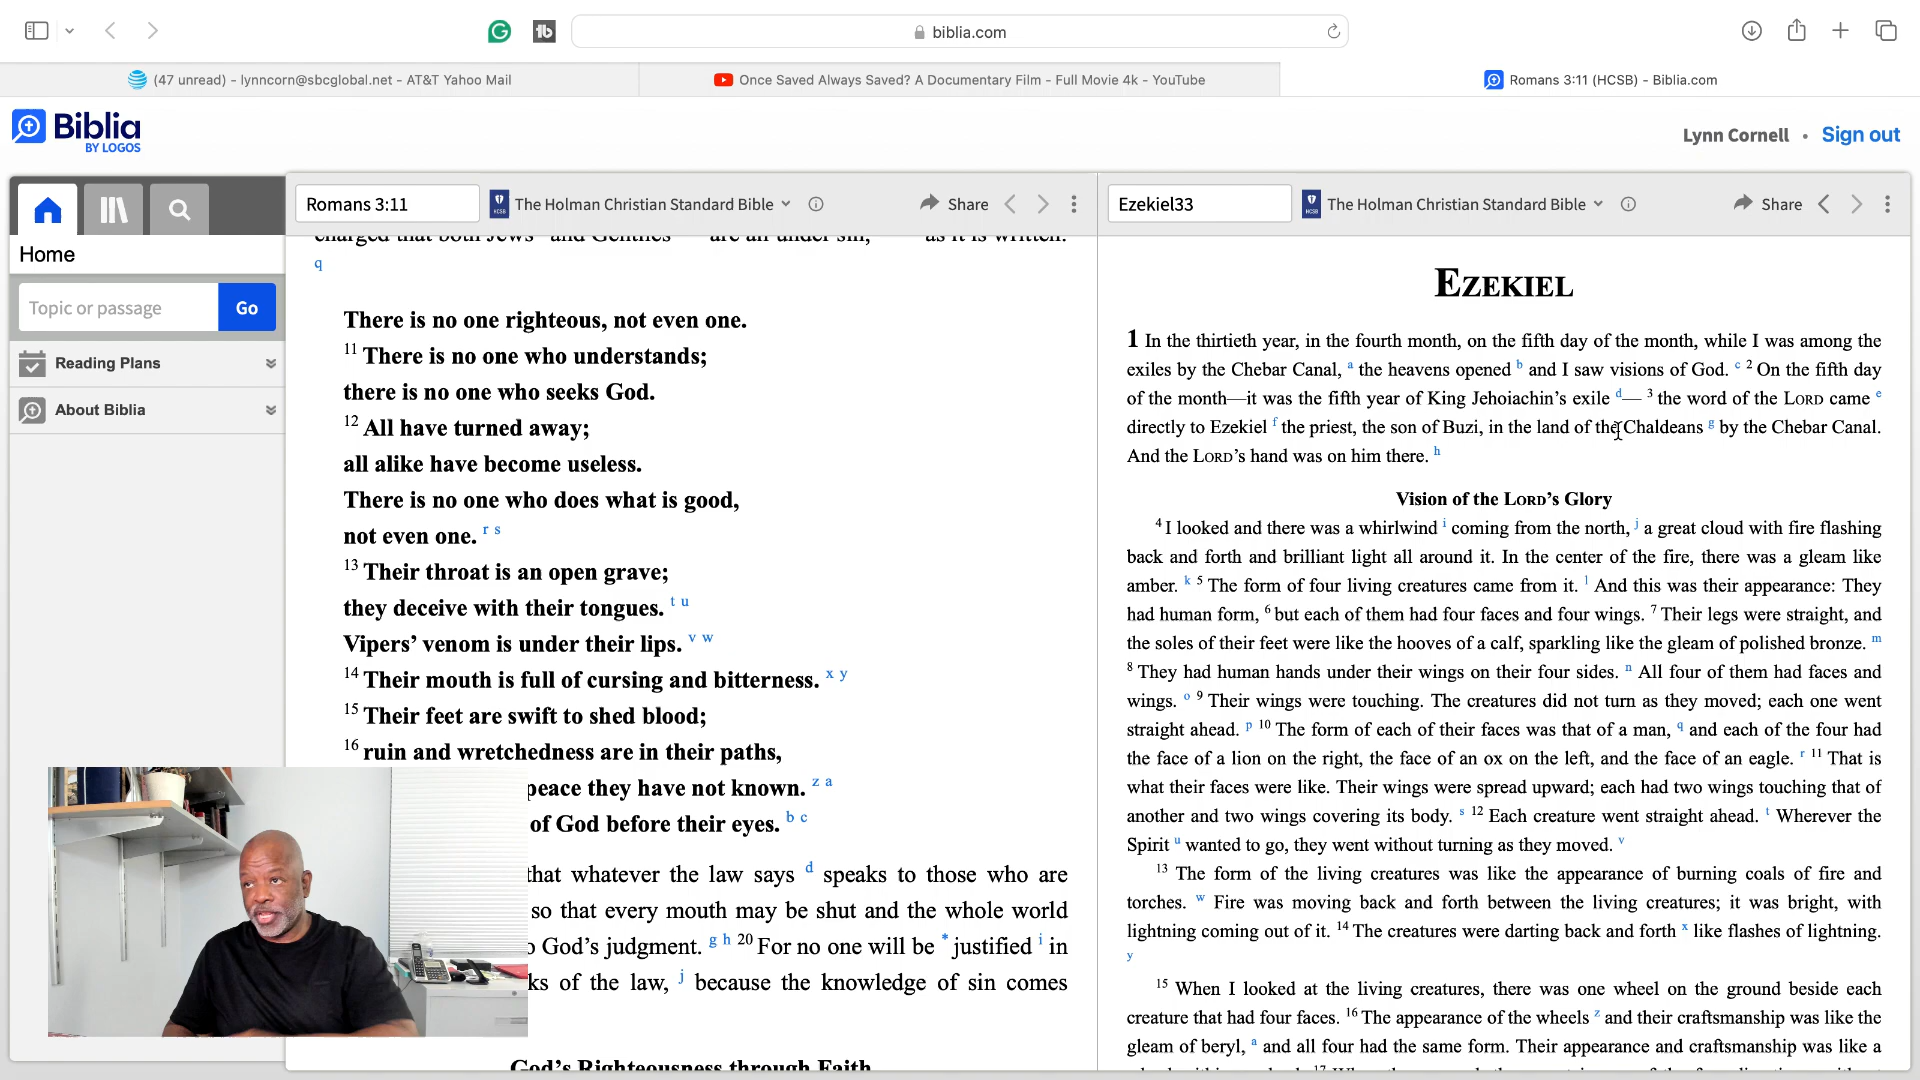 biblia.com
(47 unread) - lynncorn@sbcglobal.net - AT&T Yahoo Mail
Once Saved Always Saved? A Documentary Film - Full Movie 4k - YouTube
Romans 3:11 (HCSB) - Biblia.com
Biblia
BY LOGOS
Lynn Cornell • Sign out
Home
Topic or passage
Go
Reading Plans
About Biblia
Romans 3:11
HCSB
The Holman Christian Standard Bible
Share
charged that both Jews and Gentiles are all under sin, as it is written:
q
There is no one righteous, not even one.
11 There is no one who understands;
there is no one who seeks God.
12 All have turned away;
all alike have become useless.
There is no one who does what is good,
not even one. r s
13 Their throat is an open grave;
they deceive with their tongues. t u
Vipers’ venom is under their lips. v w
14 Their mouth is full of cursing and bitterness. x y
15 Their feet are swift to shed blood;
16 ruin and wretchedness are in their paths,
peace they have not known. z a
of God before their eyes. b c
that whatever the law says d speaks to those who are
so that every mouth may be shut and the whole world
God’s judgment. g h 20 For no one will be * justified i in
ks of the law, j because the knowledge of sin comes
God’s Righteousness through Faith
Ezekiel33
HCSB
The Holman Christian Standard Bible
Share
EZEKIEL
1 In the thirtieth year, in the fourth month, on the fifth day of the month, while I was among the
exiles by the Chebar Canal, a the heavens opened b and I saw visions of God. c 2 On the fifth day
of the month—it was the fifth year of King Jehoiachin’s exile d— 3 the word of the LORD came e
directly to Ezekiel f the priest, the son of Buzi, in the land of the Chaldeans g by the Chebar Canal.
And the LORD’s hand was on him there. h
Vision of the LORD’s Glory
4 I looked and there was a whirlwind i coming from the north, j a great cloud with fire flashing
back and forth and brilliant light all around it. In the center of the fire, there was a gleam like
amber. k 5 The form of four living creatures came from it. l And this was their appearance: They
had human form, 6 but each of them had four faces and four wings. 7 Their legs were straight, and
the soles of their feet were like the hooves of a calf, sparkling like the gleam of polished bronze. m
8 They had human hands under their wings on their four sides. n All four of them had faces and
wings. o 9 Their wings were touching. The creatures did not turn as they moved; each one went
straight ahead. p 10 The form of each of their faces was that of a man, q and each of the four had
the face of a lion on the right, the face of an ox on the left, and the face of an eagle. r 11 That is
what their faces were like. Their wings were spread upward; each had two wings touching that of
another and two wings covering its body. s 12 Each creature went straight ahead. t Wherever the
Spirit u wanted to go, they went without turning as they moved. v
13 The form of the living creatures was like the appearance of burning coals of fire and
torches. w Fire was moving back and forth between the living creatures; it was bright, with
lightning coming out of it. 14 The creatures were darting back and forth x like flashes of lightning.
y
15 When I looked at the living creatures, there was one wheel on the ground beside each
creature that had four faces. 16 The appearance of the wheels z and their craftsmanship was like the
gleam of beryl, a and all four had the same form. Their appearance and craftsmanship was like a